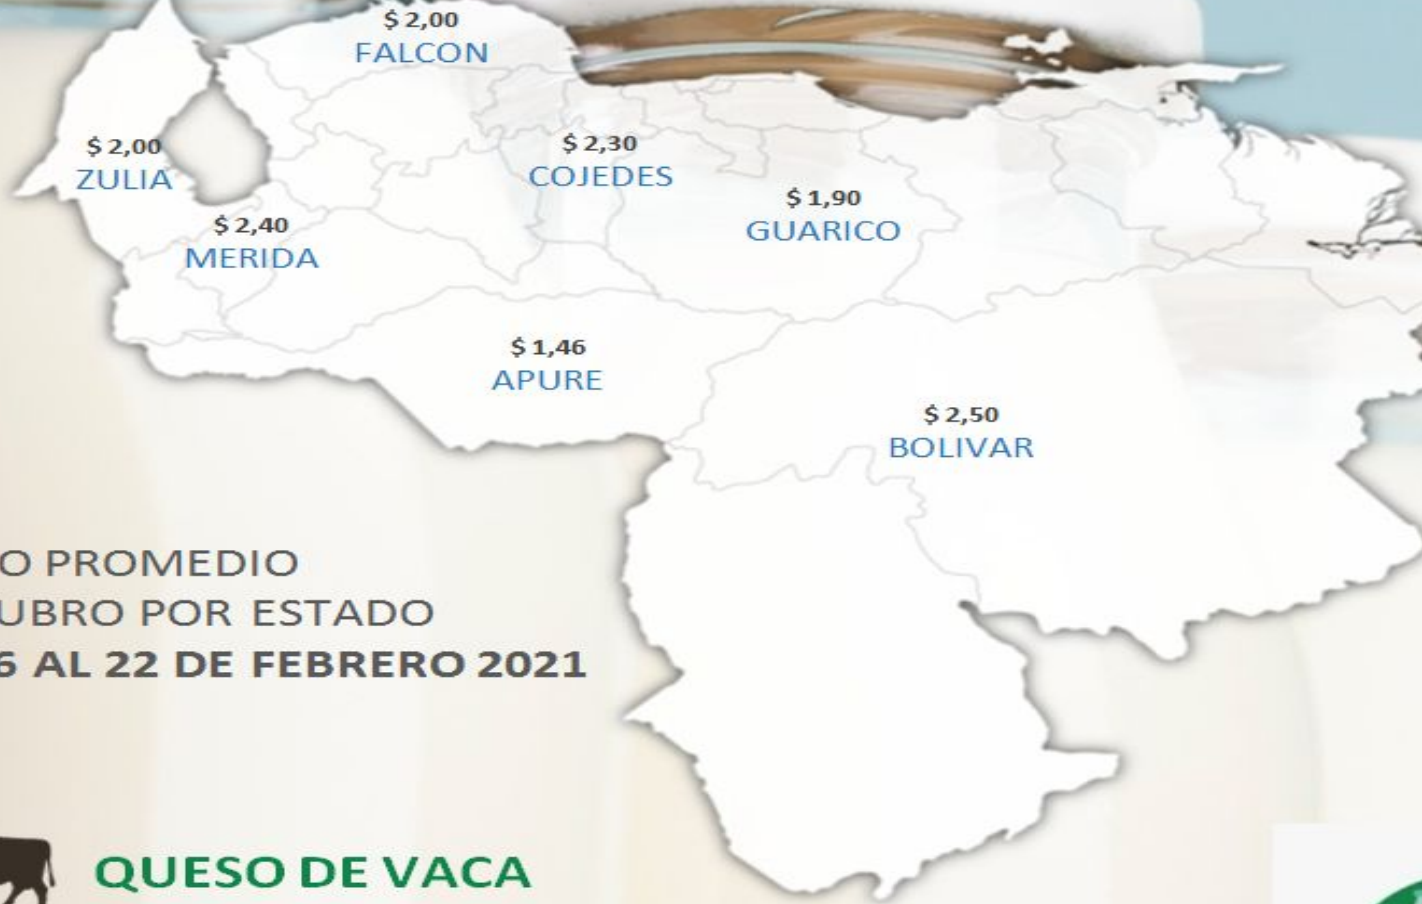 $ 2,00
FALCON
$ 2,00
ZULIA
$ 2,30
COJEDES
$ 1,90
GUARICO
$ 2,40
MERIDA
$ 1,46
APURE
$ 2,50
BOLIVAR
O PROMEDIO
UBRO POR ESTADO
6 AL 22 DE FEBRERO 2021
QUESO DE VACA